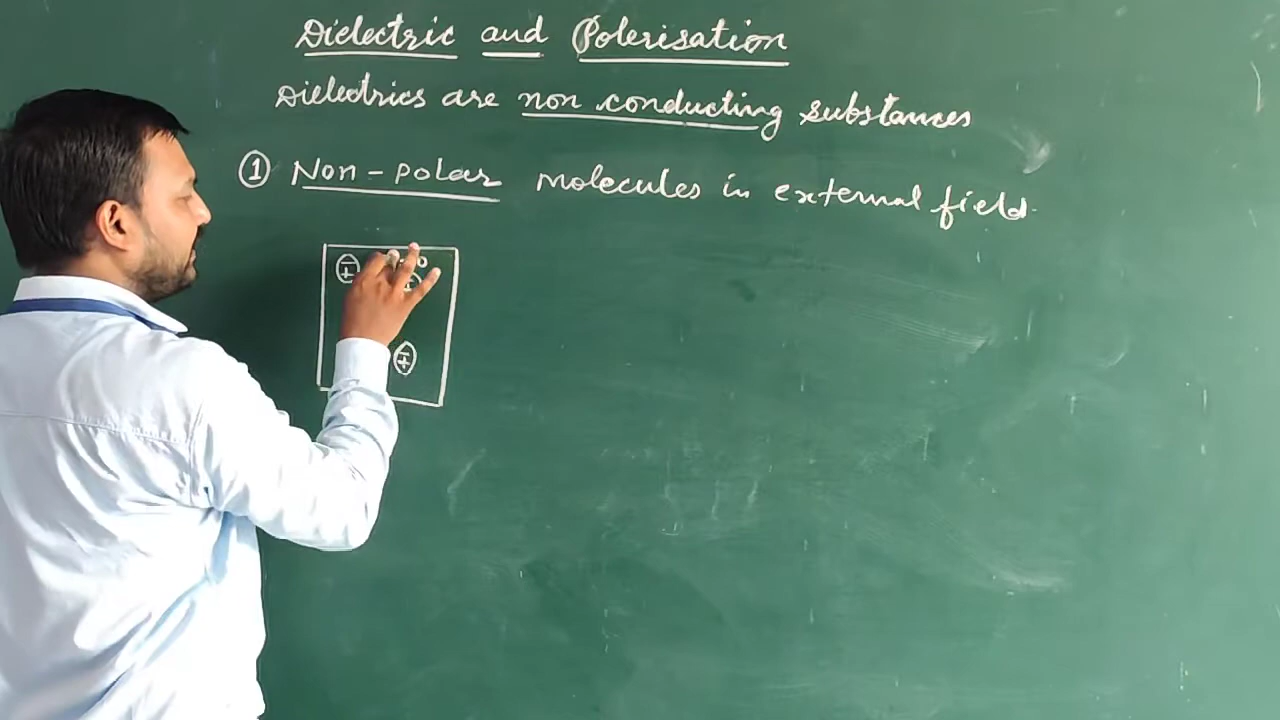 Dielectric and Polerisation
Dielectrics are non conducting substances
① Non-polar molecules in external field.